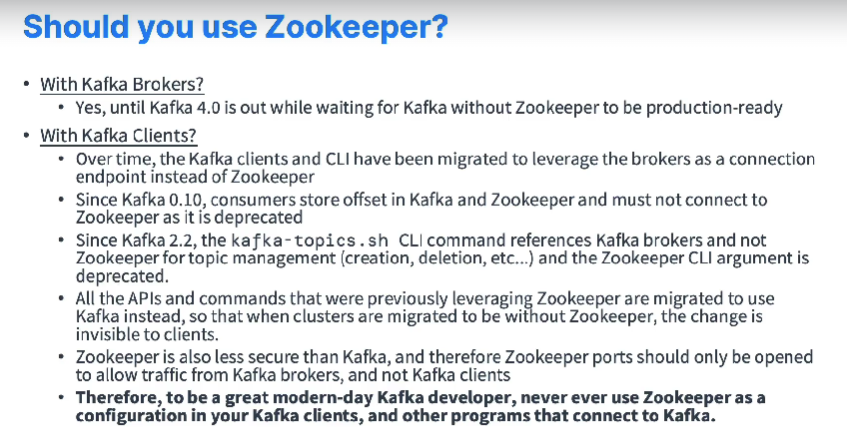 Should you use Zookeeper?
• With Kafka Brokers?
• Yes, until Kafka 4.0 is out while waiting for Kafka without Zookeeper to be production-ready
• With Kafka Clients?
• Over time, the Kafka clients and CLI have been migrated to leverage the brokers as a connection
endpoint instead of Zookeeper
• Since Kafka 0.10, consumers store offset in Kafka and Zookeeper and must not connect to
Zookeeper as it is deprecated
• Since Kafka 2.2, the kafka-topics.sh CLI command references Kafka brokers and not
Zookeeper for topic management (creation, deletion, etc...) and the Zookeeper CLI argument is
deprecated.
• All the APIs and commands that were previously leveraging Zookeeper are migrated to use
Kafka instead, so that when clusters are migrated to be without Zookeeper, the change is
invisible to clients.
• Zookeeper is also less secure than Kafka, and therefore Zookeeper ports should only be opened
to allow traffic from Kafka brokers, and not Kafka clients
• Therefore, to be a great modern-day Kafka developer, never ever use Zookeeper as a
configuration in your Kafka clients, and other programs that connect to Kafka.